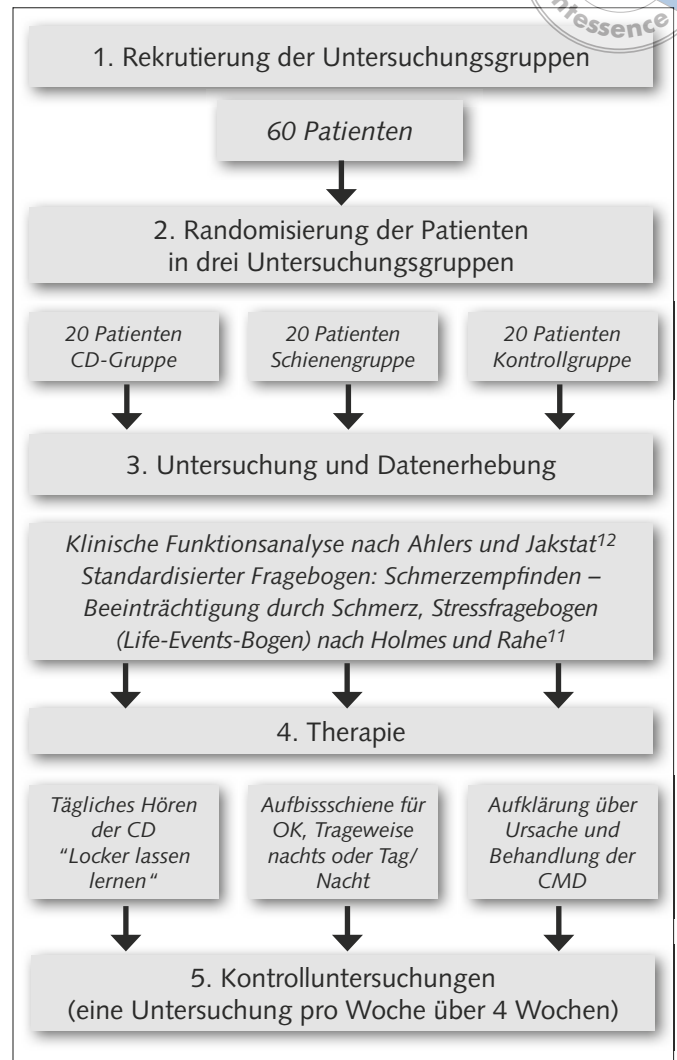 essence
1. Rekrutierung der Untersuchungsgruppen
60 Patienten
2. Randomisierung der Patienten
in drei Untersuchungsgruppen
20 Patienten
CD-Gruppe
20 Patienten
Schienengruppe
20 Patienten
Kontrollgruppe
3. Untersuchung und Datenerhebung
Klinische Funktionsanalyse nach Ahlers und Jakstat12
Standardisierter Fragebogen: Schmerzempfinden –
Beeinträchtigung durch Schmerz, Stressfragebogen
(Life-Events-Bogen) nach Holmes und Rahe11
4. Therapie
Tägliches Hören
der CD
“Locker lassen
lernen“
Aufbissschiene für
OK, Trageweise
nachts oder Tag/
Nacht
Aufklärung über
Ursache und
Behandlung der
CMD
5. Kontrolluntersuchungen
(eine Untersuchung pro Woche über 4 Wochen)